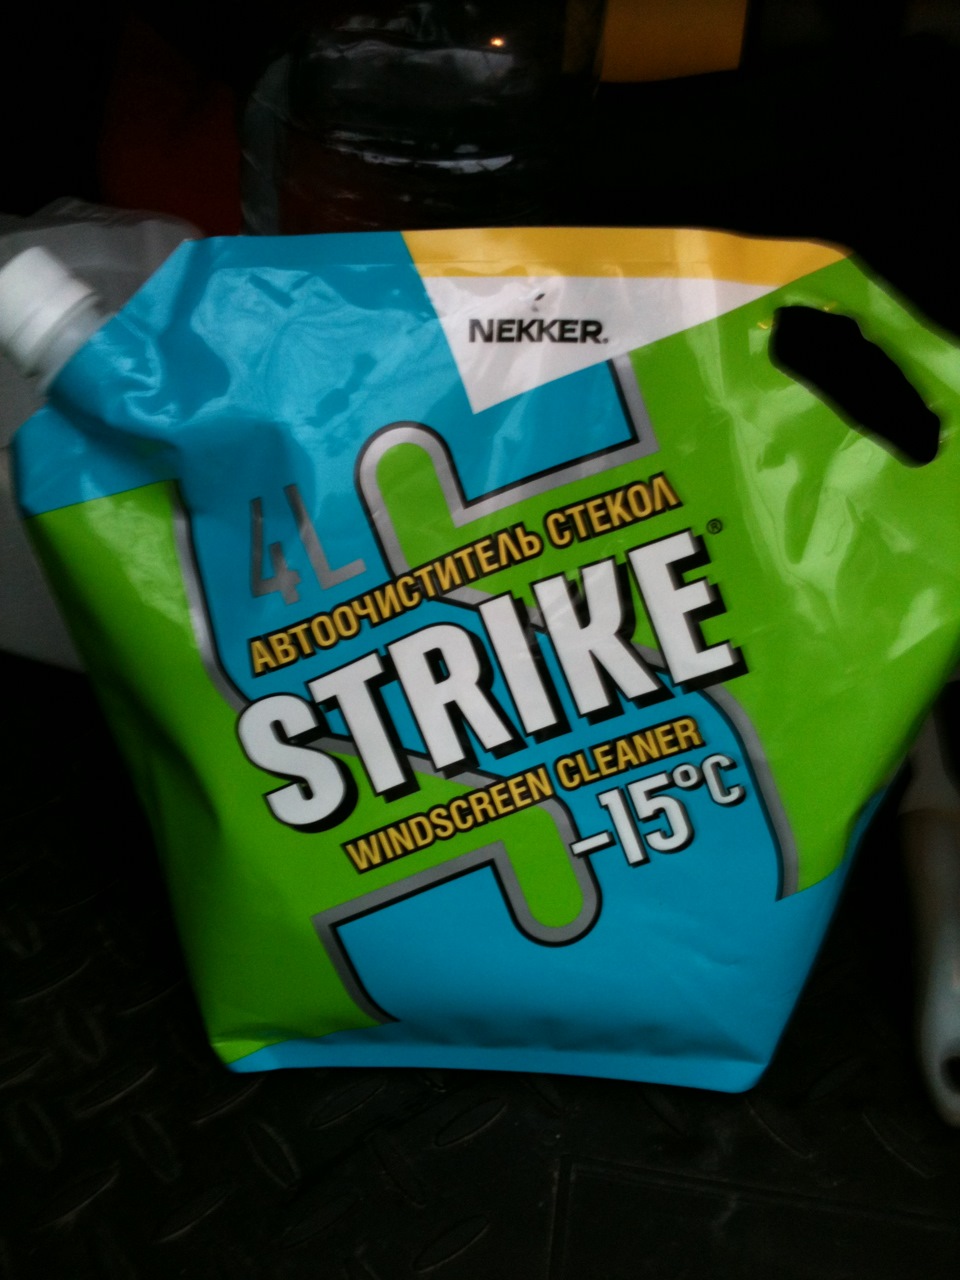 NEKKER®
4L
АВТООЧИСТИТЕЛЬ СТЕКОЛ
STRIKE®
WINDSCREEN CLEANER
-15°C